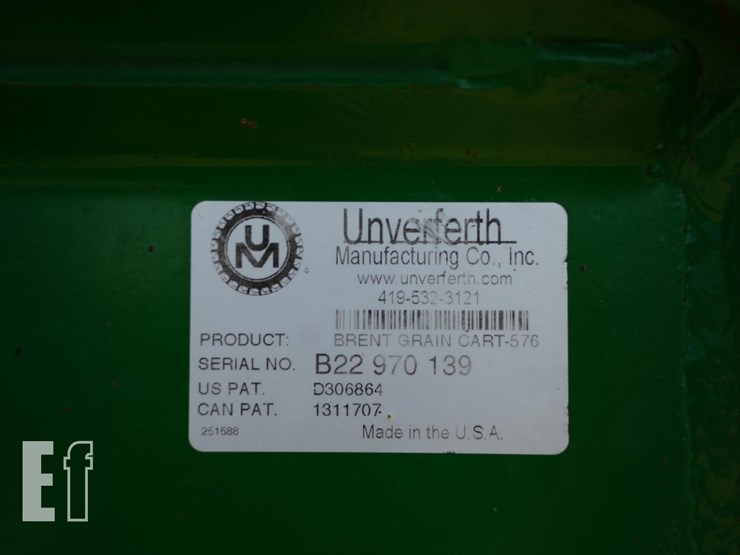 UM
Unverferth
Manufacturing Co., Inc.
www.unverferth.com
419-532-3121
PRODUCT: BRENT GRAIN CART-576
SERIAL NO. B22 970 139
US PAT. D306864
CAN PAT. 1311707
251588 Made in the U.S.A.
Ef